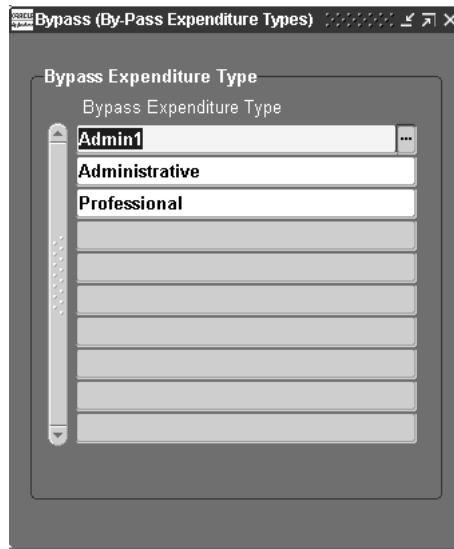 Bypass (By-Pass Expenditure Types)
Bypass Expenditure Type
Bypass Expenditure Type
Admin1
Administrative
Professional